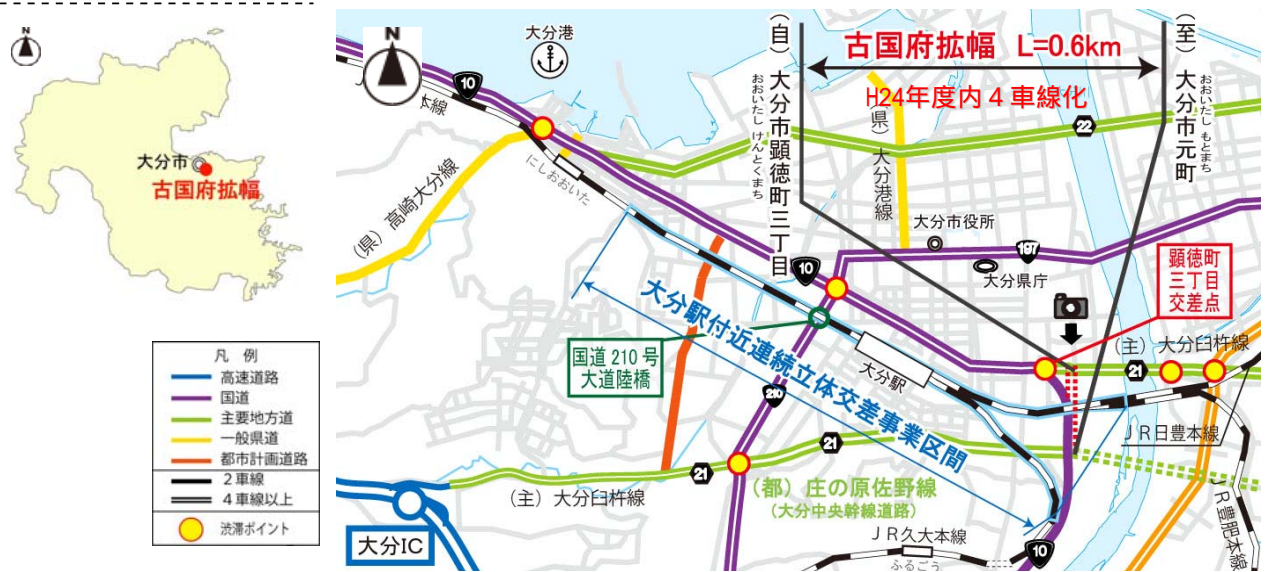 N
大分市
古国府拡幅
凡 例
高速道路
国道
主要地方道
一般県道
都市計画道路
2車線
4車線以上
渋滞ポイント
N
大分港
10
本線
にしおおいた
(県) 高崎大分線
(自) 大分市顕徳町三丁目
おおいたし けんとくまち
古国府拡幅 L=0.6km
H24年度内4車線化
(至) 大分市元町
おおいたし もとまち
22
(県) 大分港線
大分市役所
197
大分県庁
10
顕徳町
三丁目
交差点
大分駅付近連続立体交差事業区間
国道210号
大道陸橋
210
大分駅
(主) 大分臼杵線
21
JR日豊本線
21
21
(主) 大分臼杵線
(都) 庄の原佐野線
(大分中央幹線道路)
大分IC
JR久大本線
ふるごう
10
JR豊肥本線